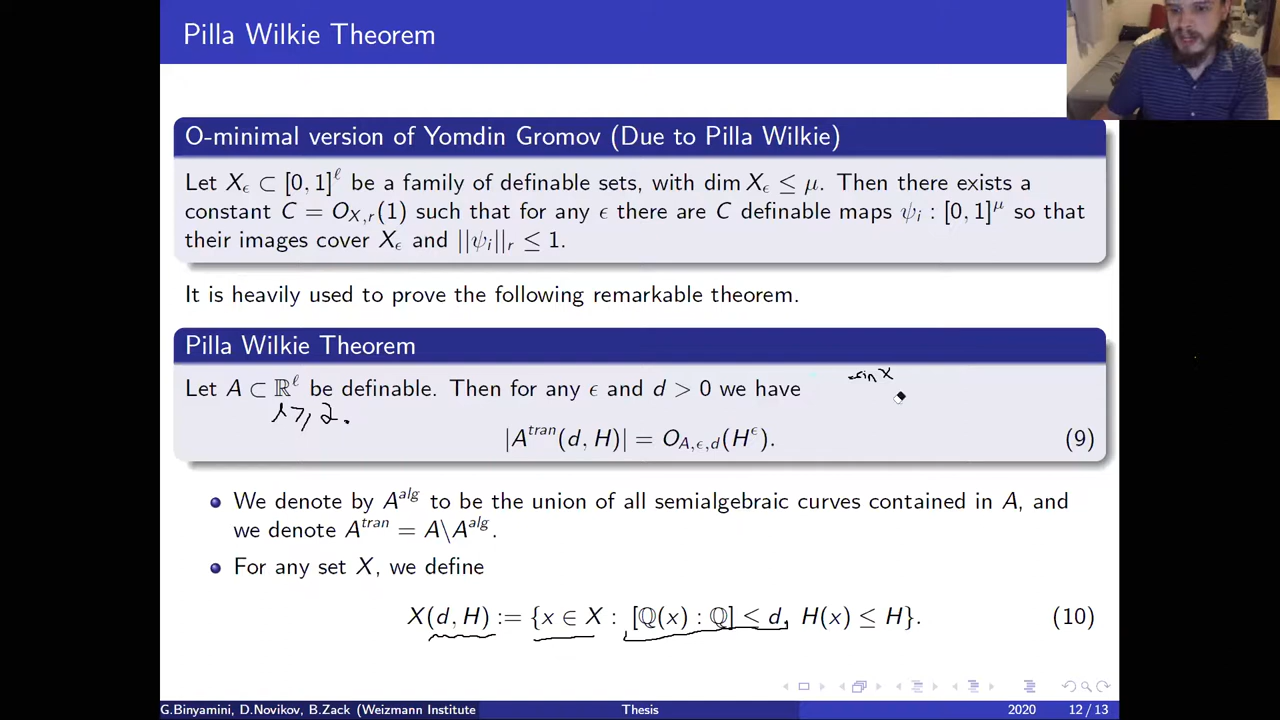 Pilla Wilkie Theorem
O-minimal version of Yomdin Gromov (Due to Pilla Wilkie)
Let X_ϵ ⊂ [0, 1]^ℓ be a family of definable sets, with dim X_ϵ ≤ μ. Then there exists a
constant C = O_{X,r}(1) such that for any ϵ there are C definable maps ψ_i : [0, 1]^μ so that
their images cover X_ϵ and ||ψ_i||_r ≤ 1.
It is heavily used to prove the following remarkable theorem.
Pilla Wilkie Theorem
sin x
Let A ⊂ ℝ^ℓ be definable. Then for any ϵ and d > 0 we have
≥ 2.
|A^{tran}(d, H)| = O_{A,ϵ,d}(H^ϵ). (9)
• We denote by A^{alg} to be the union of all semialgebraic curves contained in A, and
we denote A^{tran} = A\A^{alg}.
• For any set X, we define
X(d, H) := {x ∈ X : [ℚ(x) : ℚ] ≤ d, H(x) ≤ H}. (10)
G.Binyamini, D.Novikov, B.Zack (Weizmann Institute Thesis 2020 12 / 13